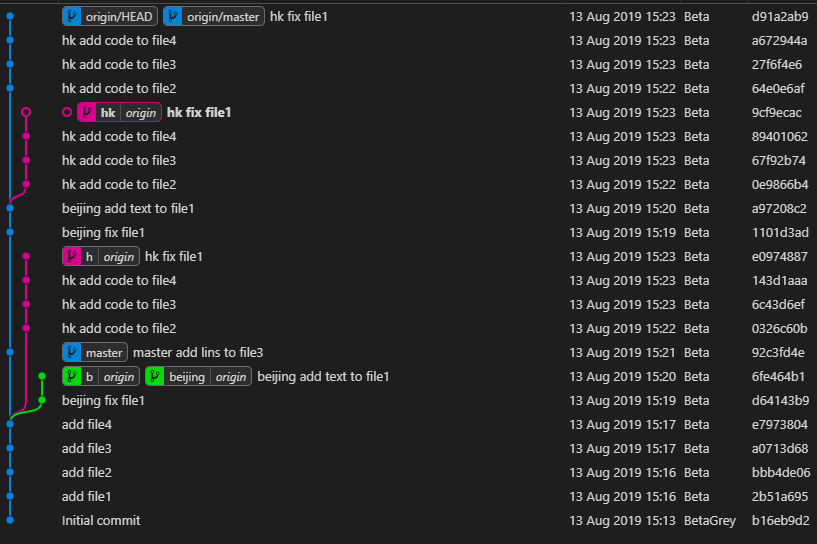 origin/HEAD origin/master hk fix file1 13 Aug 2019 15:23 Beta d91a2ab9
hk add code to file4 13 Aug 2019 15:23 Beta a672944a
hk add code to file3 13 Aug 2019 15:23 Beta 27f6f4e6
hk add code to file2 13 Aug 2019 15:22 Beta 64e0e6af
hk origin hk fix file1 13 Aug 2019 15:23 Beta 9cf9ecac
hk add code to file4 13 Aug 2019 15:23 Beta 89401062
hk add code to file3 13 Aug 2019 15:23 Beta 67f92b74
hk add code to file2 13 Aug 2019 15:22 Beta 0e9866b4
beijing add text to file1 13 Aug 2019 15:20 Beta a97208c2
beijing fix file1 13 Aug 2019 15:19 Beta 1101d3ad
h origin hk fix file1 13 Aug 2019 15:23 Beta e0974887
hk add code to file4 13 Aug 2019 15:23 Beta 143d1aaa
hk add code to file3 13 Aug 2019 15:23 Beta 6c43d6ef
hk add code to file2 13 Aug 2019 15:22 Beta 0326c60b
master master add lins to file3 13 Aug 2019 15:21 Beta 92c3fd4e
b origin beijing origin beijing add text to file1 13 Aug 2019 15:20 Beta 6fe464b1
beijing fix file1 13 Aug 2019 15:19 Beta d64143b9
add file4 13 Aug 2019 15:17 Beta e7973804
add file3 13 Aug 2019 15:17 Beta a0713d68
add file2 13 Aug 2019 15:16 Beta bbb4de06
add file1 13 Aug 2019 15:16 Beta 2b51a695
Initial commit 13 Aug 2019 15:13 BetaGrey b16eb9d2